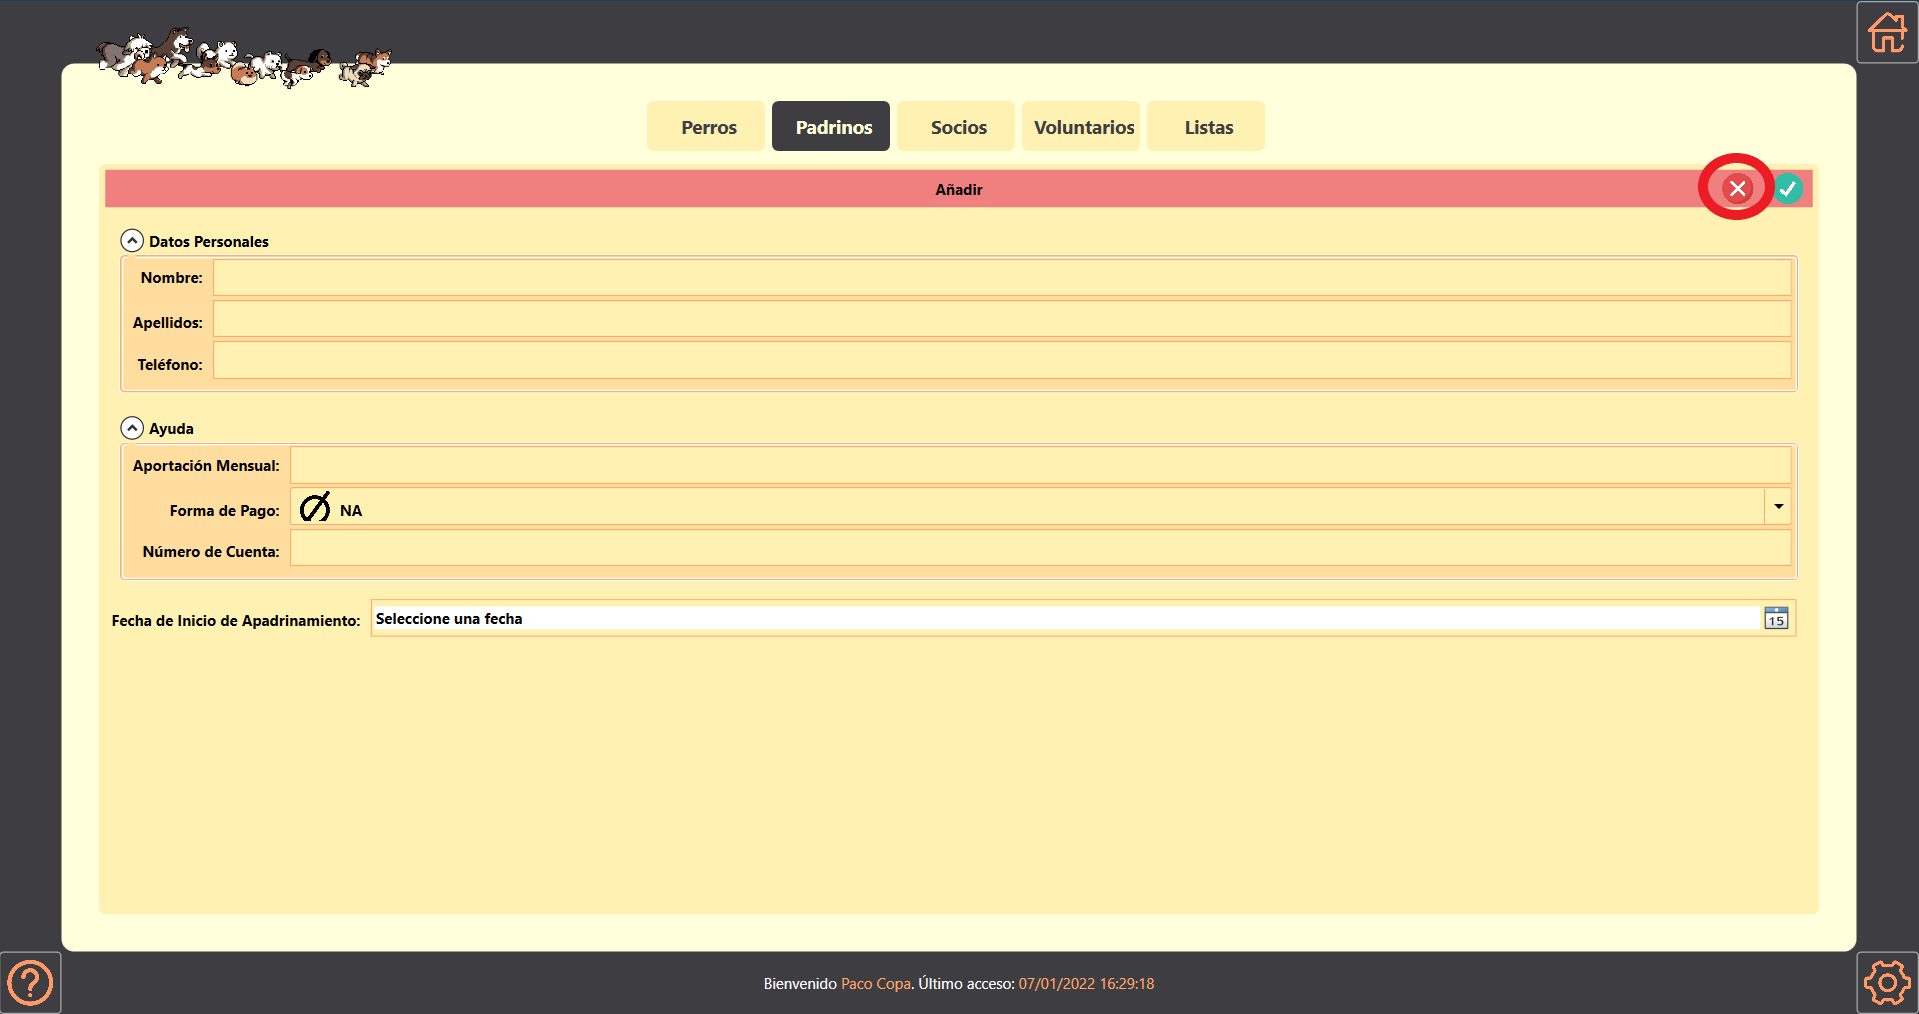 Perros Padrinos Socios Voluntarios Listas
Añadir
Datos Personales
Nombre:
Apellidos:
Teléfono:
Ayuda
Aportación Mensual:
Forma de Pago: NA
Número de Cuenta:
Fecha de Inicio de Apadrinamiento: Seleccione una fecha 15
Bienvenido Paco Copa. Último acceso: 07/01/2022 16:29:18